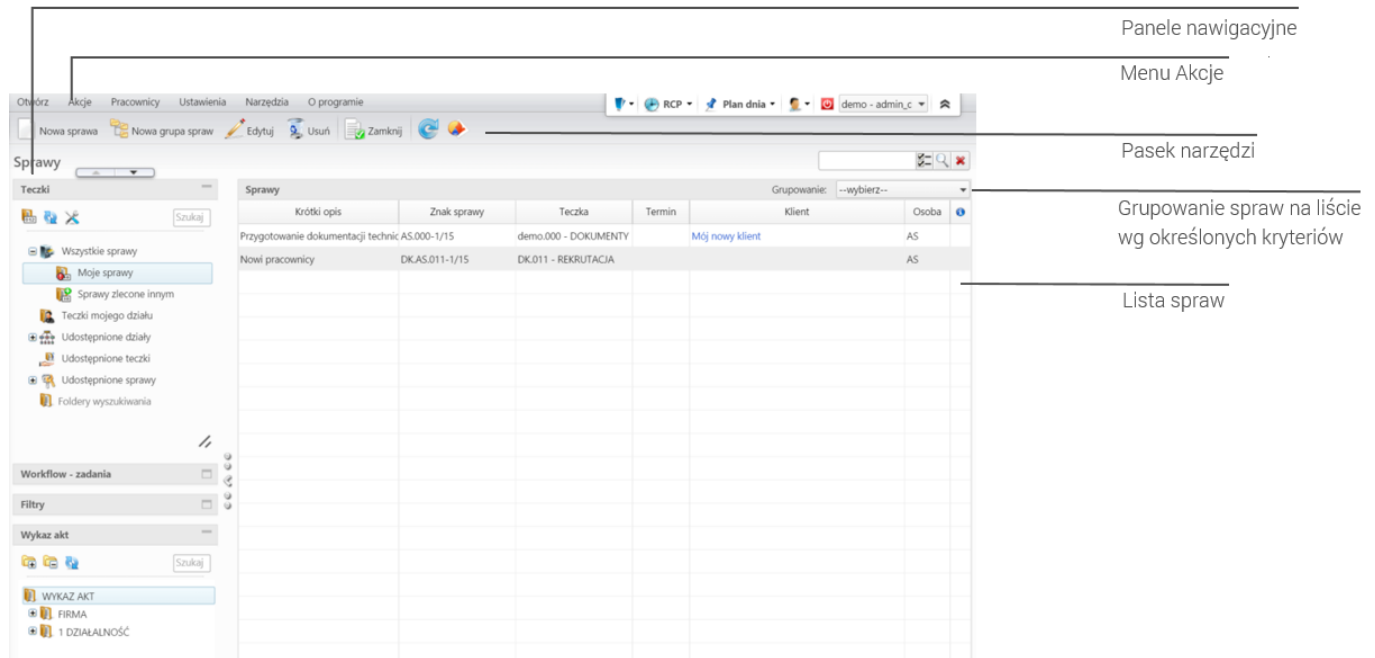 Panele nawigacyjne
Menu Akcje
Otwórz Akcje Pracownicy Ustawienia Narzędzia O programie
RCP Plan dnia demo - admin_c
Nowa sprawa Nowa grupa spraw Edytuj Usuń Zamknij
Pasek narzędzi
Sprawy
Teczki
Sprawy Grupowanie: --wybierz--
Grupowanie spraw na liście
wg określonych kryteriów
Szukaj
Krótki opis Znak sprawy Teczka Termin Klient Osoba
Przygotowanie dokumentacji technic AS.000-1/15 demo.000 - DOKUMENTY Mój nowy klient AS
Nowi pracownicy DK.AS.011-1/15 DK.011 - REKRUTACJA AS
Lista spraw
Wszystkie sprawy
Moje sprawy
Sprawy zlecone innym
Teczki mojego działu
Udostępnione działy
Udostępnione teczki
Udostępnione sprawy
Foldery wyszukiwania
Workflow - zadania
Filtry
Wykaz akt
Szukaj
WYKAZ AKT
FIRMA
1 DZIAŁALNOŚĆ